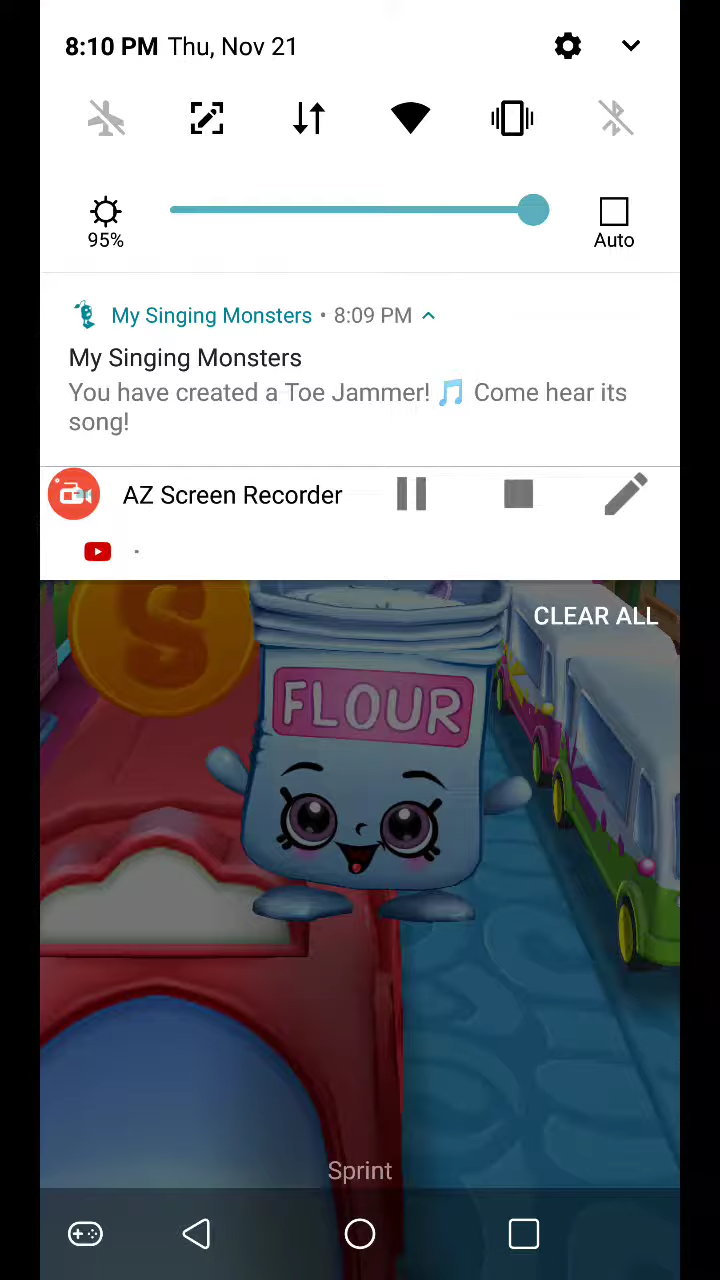 8:10 PM Thu, Nov 21
95%
Auto
My Singing Monsters • 8:09 PM
My Singing Monsters
You have created a Toe Jammer! 🎵 Come hear its
song!
AZ Screen Recorder
CLEAR ALL
S
FLOUR
Sprint